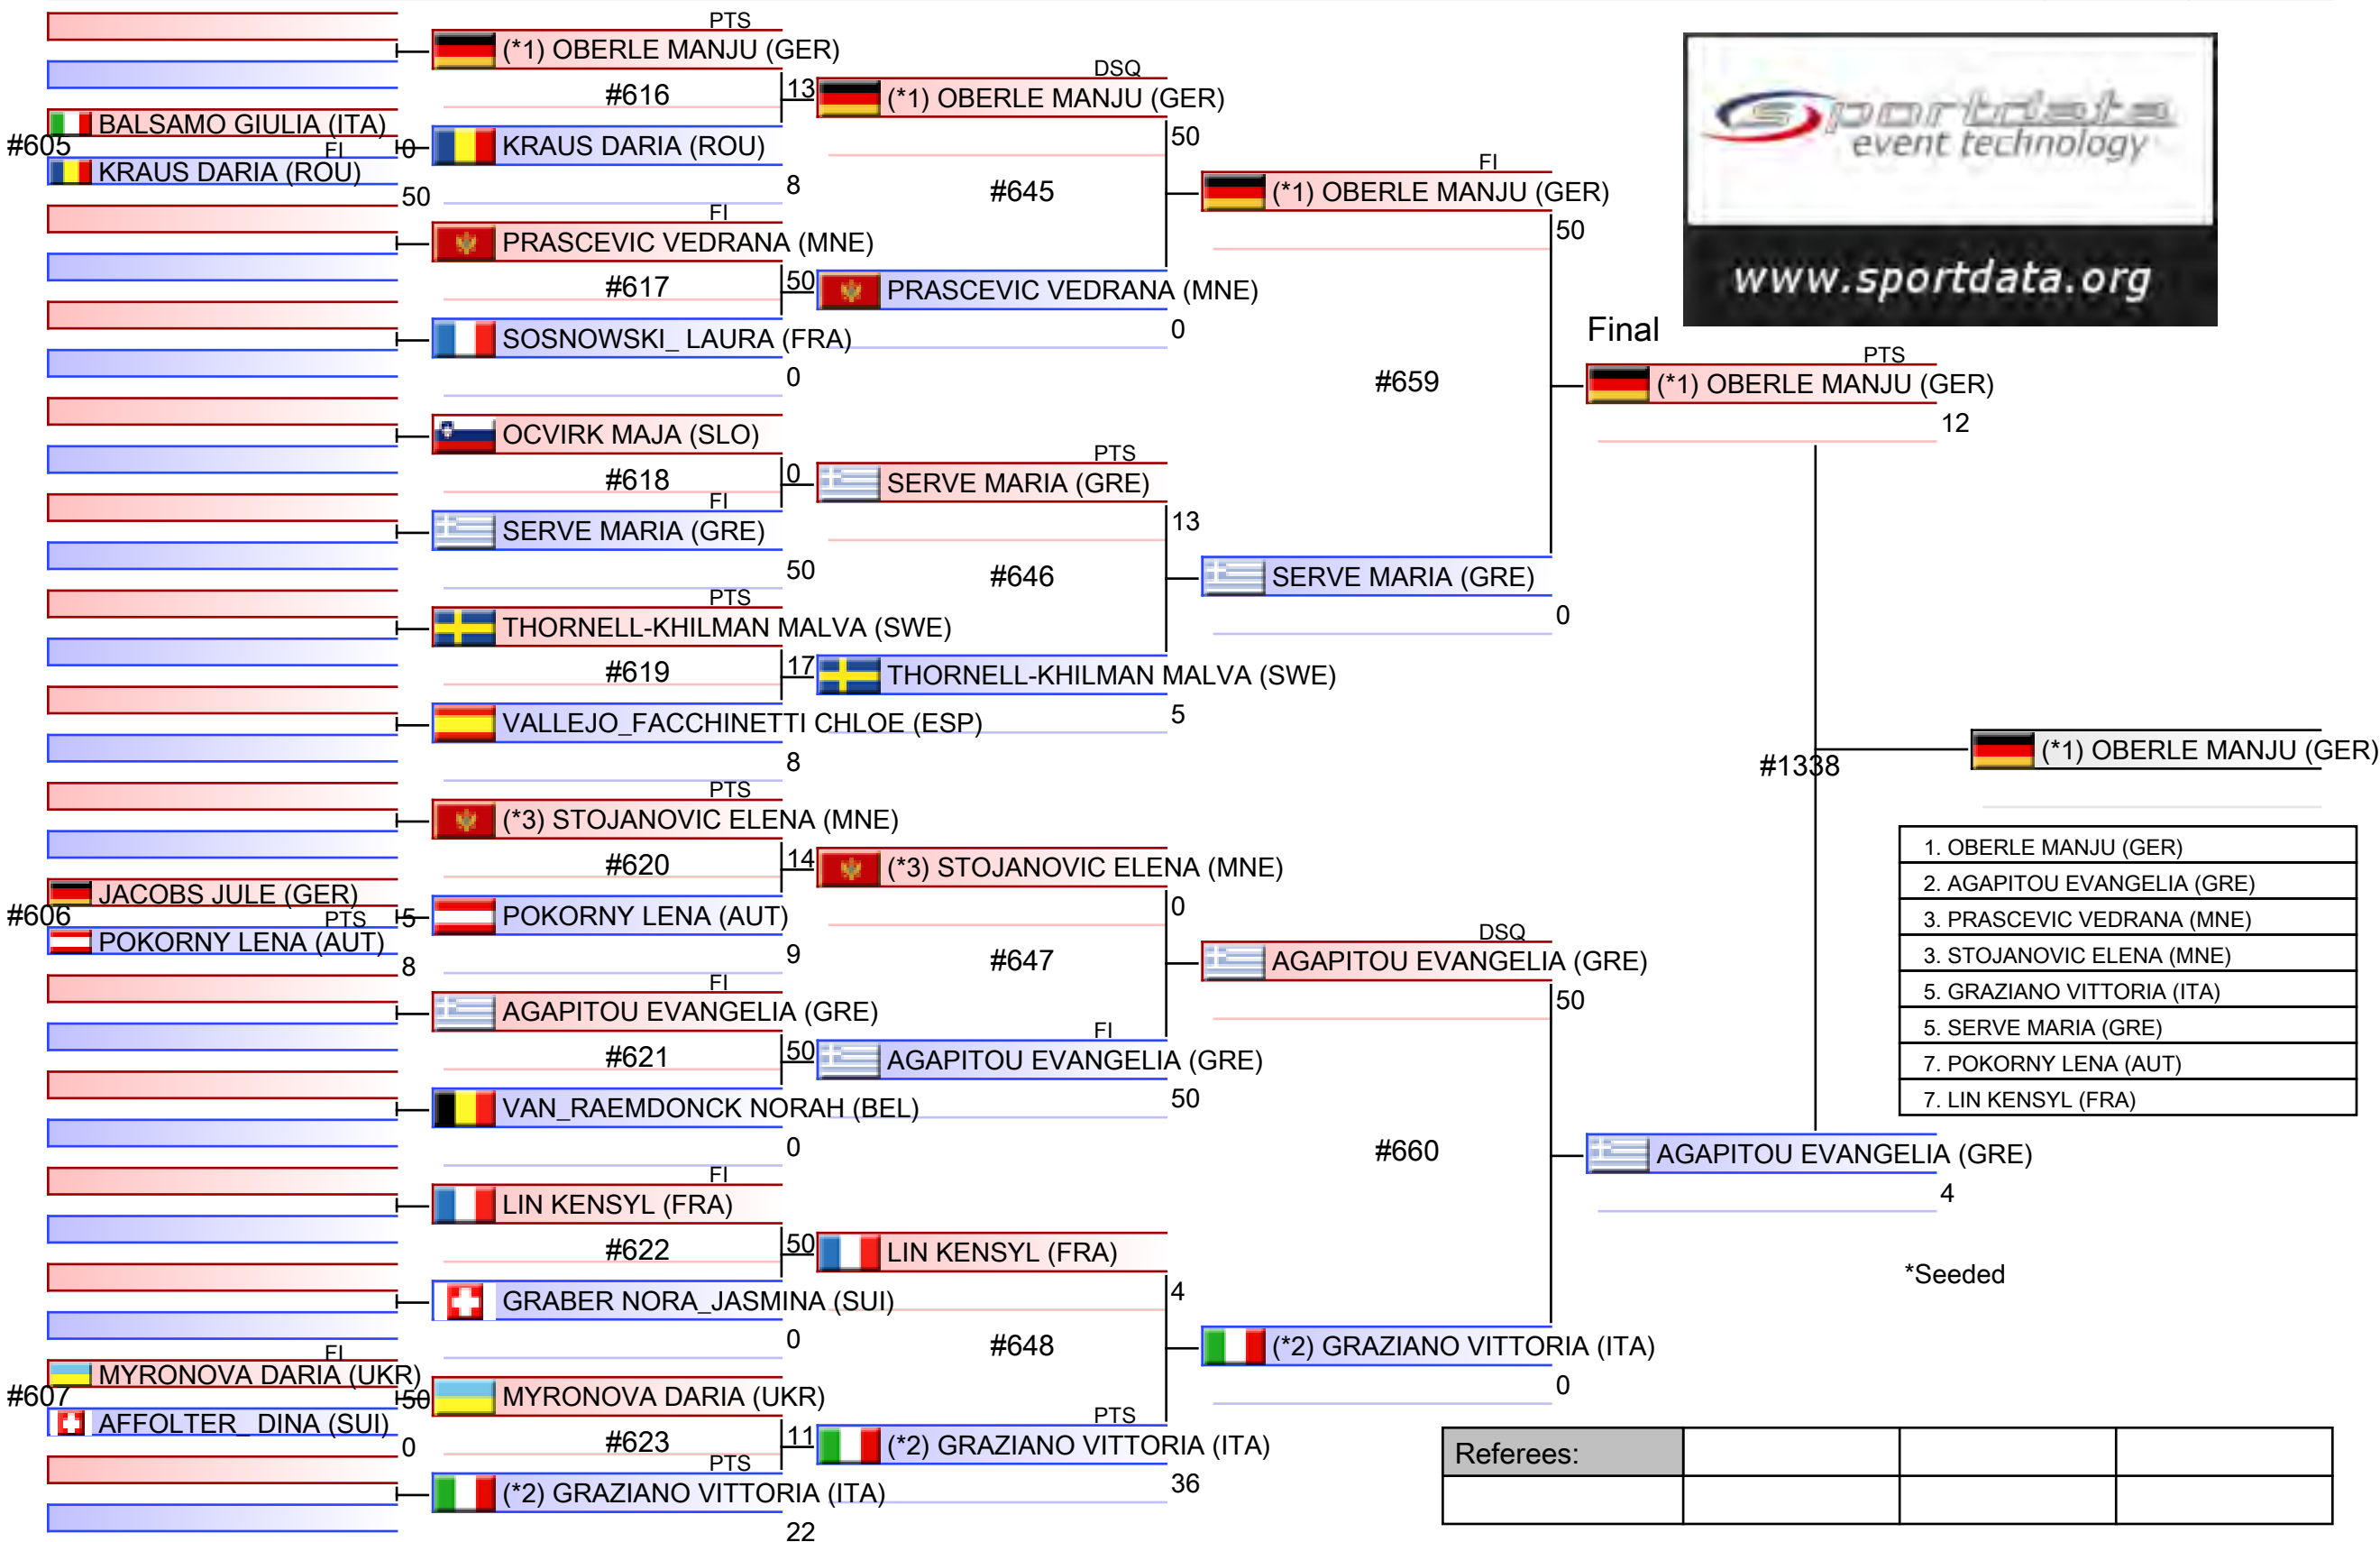 BALSAMO GIULIA (ITA)
#605
FI
0
KRAUS DARIA (ROU)
50
JACOBS JULE (GER)
#606
PTS
5
POKORNY LENA (AUT)
8
FI
MYRONOVA DARIA (UKR)
#607
50
AFFOLTER_ DINA (SUI)
0
PTS
(*1) OBERLE MANJU (GER)
#616
13
KRAUS DARIA (ROU)
8
FI
PRASCEVIC VEDRANA (MNE)
#617
50
SOSNOWSKI_ LAURA (FRA)
0
OCVIRK MAJA (SLO)
#618
0
FI
SERVE MARIA (GRE)
50
PTS
THORNELL-KHILMAN MALVA (SWE)
#619
17
VALLEJO_FACCHINETTI CHLOE (ESP)
8
PTS
(*3) STOJANOVIC ELENA (MNE)
#620
14
POKORNY LENA (AUT)
9
FI
AGAPITOU EVANGELIA (GRE)
#621
50
VAN_RAEMDONCK NORAH (BEL)
0
FI
LIN KENSYL (FRA)
#622
50
GRABER NORA_JASMINA (SUI)
0
MYRONOVA DARIA (UKR)
#623
11
PTS
(*2) GRAZIANO VITTORIA (ITA)
22
DSQ
(*1) OBERLE MANJU (GER)
50
#645
PRASCEVIC VEDRANA (MNE)
0
PTS
SERVE MARIA (GRE)
13
#646
THORNELL-KHILMAN MALVA (SWE)
5
(*3) STOJANOVIC ELENA (MNE)
0
#647
FI
AGAPITOU EVANGELIA (GRE)
50
LIN KENSYL (FRA)
4
#648
PTS
(*2) GRAZIANO VITTORIA (ITA)
36
FI
(*1) OBERLE MANJU (GER)
50
#659
SERVE MARIA (GRE)
0
DSQ
AGAPITOU EVANGELIA (GRE)
50
#660
(*2) GRAZIANO VITTORIA (ITA)
0
sportdata
event technology
www.sportdata.org
Final
PTS
(*1) OBERLE MANJU (GER)
12
#1338
AGAPITOU EVANGELIA (GRE)
4
(*1) OBERLE MANJU (GER)
1. OBERLE MANJU (GER)
2. AGAPITOU EVANGELIA (GRE)
3. PRASCEVIC VEDRANA (MNE)
3. STOJANOVIC ELENA (MNE)
5. GRAZIANO VITTORIA (ITA)
5. SERVE MARIA (GRE)
7. POKORNY LENA (AUT)
7. LIN KENSYL (FRA)
*Seeded
Referees: